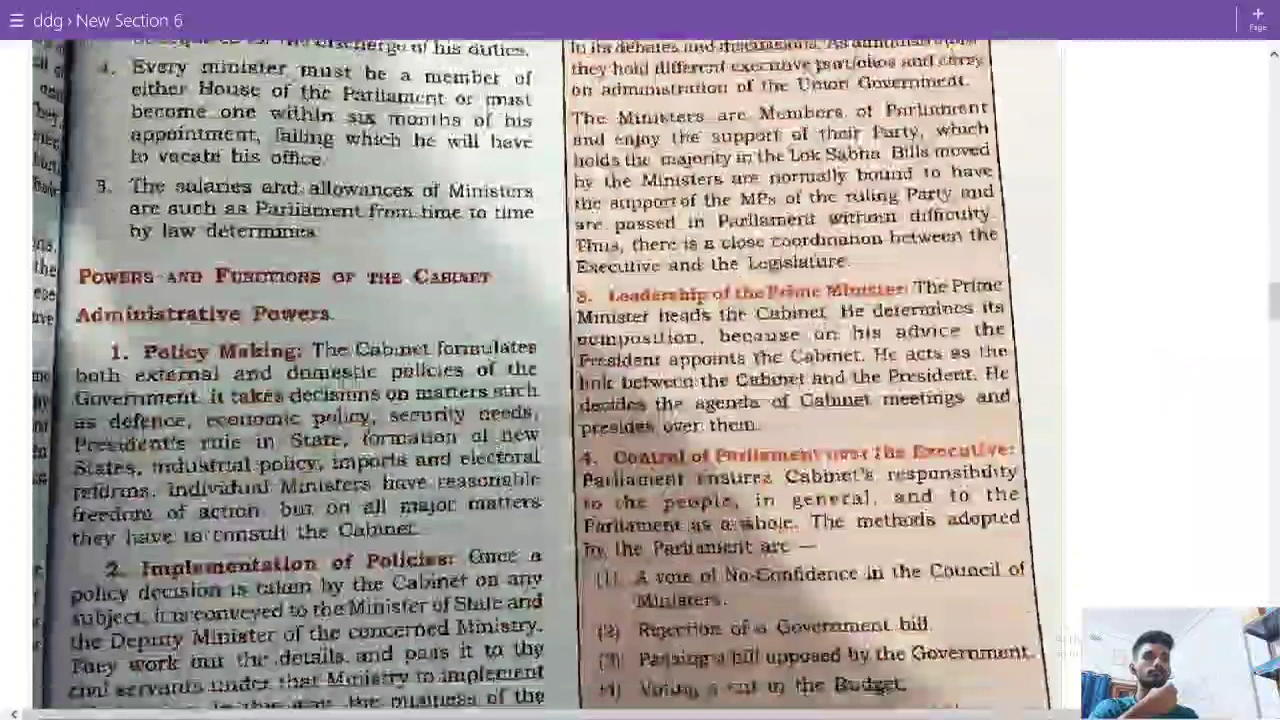 ddg › New Section 6
Page
discharge of his duties.
4. Every minister must be a member of
either House of the Parliament or must
become one within six months of his
appointment, failing which he will have
to vacate his office.
The salaries and allowances of Ministers
are such as Parliament from time to time
by law determines
POWERS AND FUNCTIONS OF THE CABINET
Administrative Powers
1. Policy Making: The Cabinet formulates
both external and domestic policies of the
Government. it takes decisions on matters such
as defence, economic policy, security needs,
President's rule in State, formation of new
States, industrial policy, imports and electoral
reforms. Individual Ministers have reasonable
freedom of action but on all major matters
they have to consult the Cabinet.
2. Implementation of Policies: Once a
policy decision is taken by the Cabinet on any
subject, it is conveyed to the Minister of State and
the Deputy Minister of the concerned Ministry.
They work out the details and pass it to the
civil servants under that Ministry to implement
the business of the
in its debates and discussions. As administrators
they hold different executive portfolios and carry
on administration of the Union Government.
The Ministers are Members of Parliament
and enjoy the support of their Party, which
holds the majority in the Lok Sabha Bills moved
by the Ministers are normally bound to have
the support of the MPs of the ruling Party and
are passed in Parliament without difficulty.
Thus, there is a close coordination between the
Executive and the Legislature.
3. Leadership of the Prime Minister: The Prime
Minister heads the Cabinet. He determines its
composition, because on his advice the
President appoints the Cabinet. He acts as the
link between the Cabinet and the President. He
decides the agenda of Cabinet meetings and
presides over them.
4. Control of Parliament over the Executive:
Parliament ensures Cabinet's responsibility
to the people, in general, and to the
Parliament as a whole. The methods adopted
by the Parliament are —
(1) A vote of No-Confidence in the Council of
Ministers.
(2) Rejection of a Government bill.
(3) Passing a bill opposed by the Government.
(4) Voting a cut in the Budget.